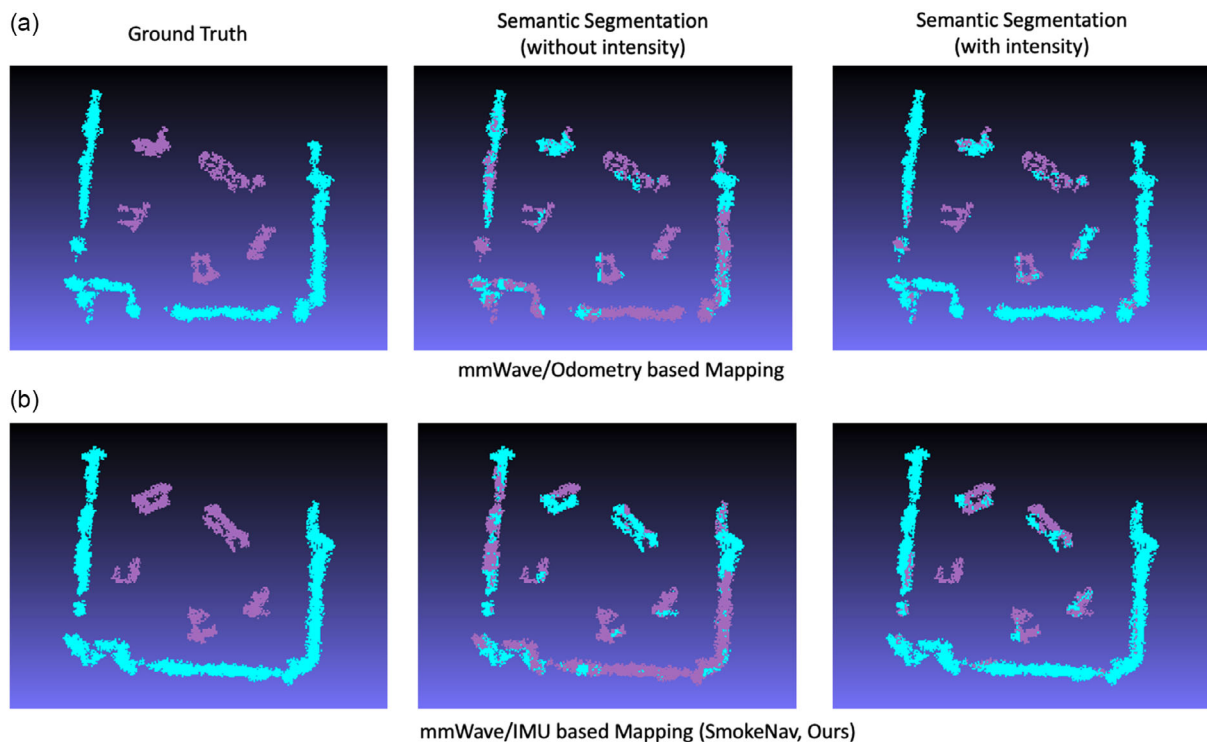 (a)
Ground Truth
Semantic Segmentation
(without intensity)
Semantic Segmentation
(with intensity)
mmWave/Odometry based Mapping
(b)
mmWave/IMU based Mapping (SmokeNav, Ours)